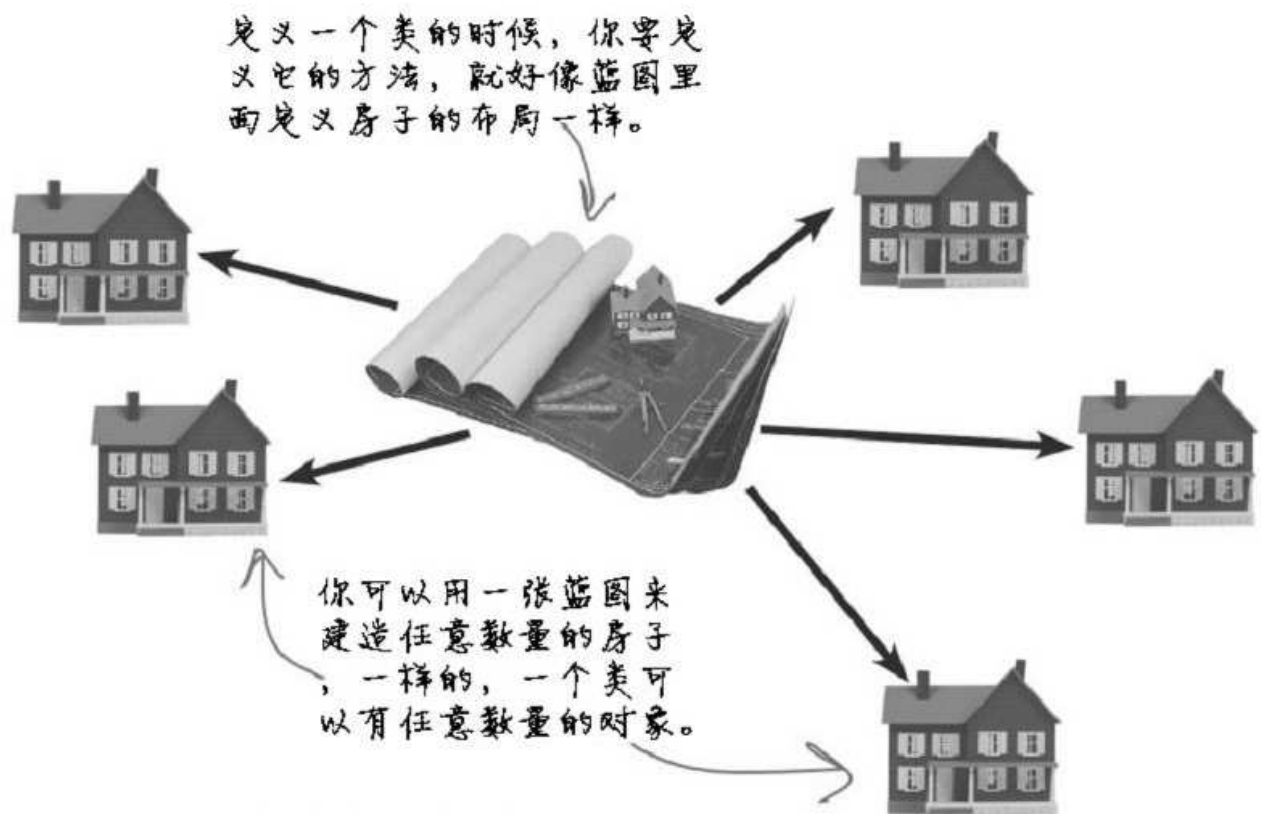 定义一个类的时候，你要定
义它的方法，就好像蓝图里
面定义房子的布局一样。
你可以用一张蓝图来
建造任意数量的房子
，一样的，一个类可
以有任意数量的对象。